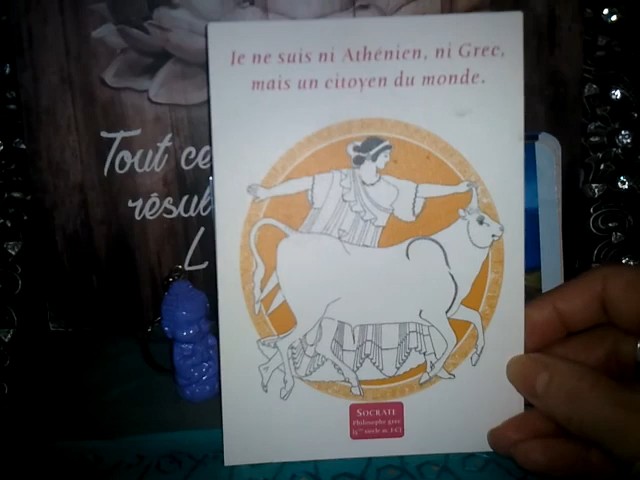 Je ne suis ni Athénien, ni Grec,
mais un citoyen du monde.
Tout ce
résul
L
SOCRATE
Philosophe grec